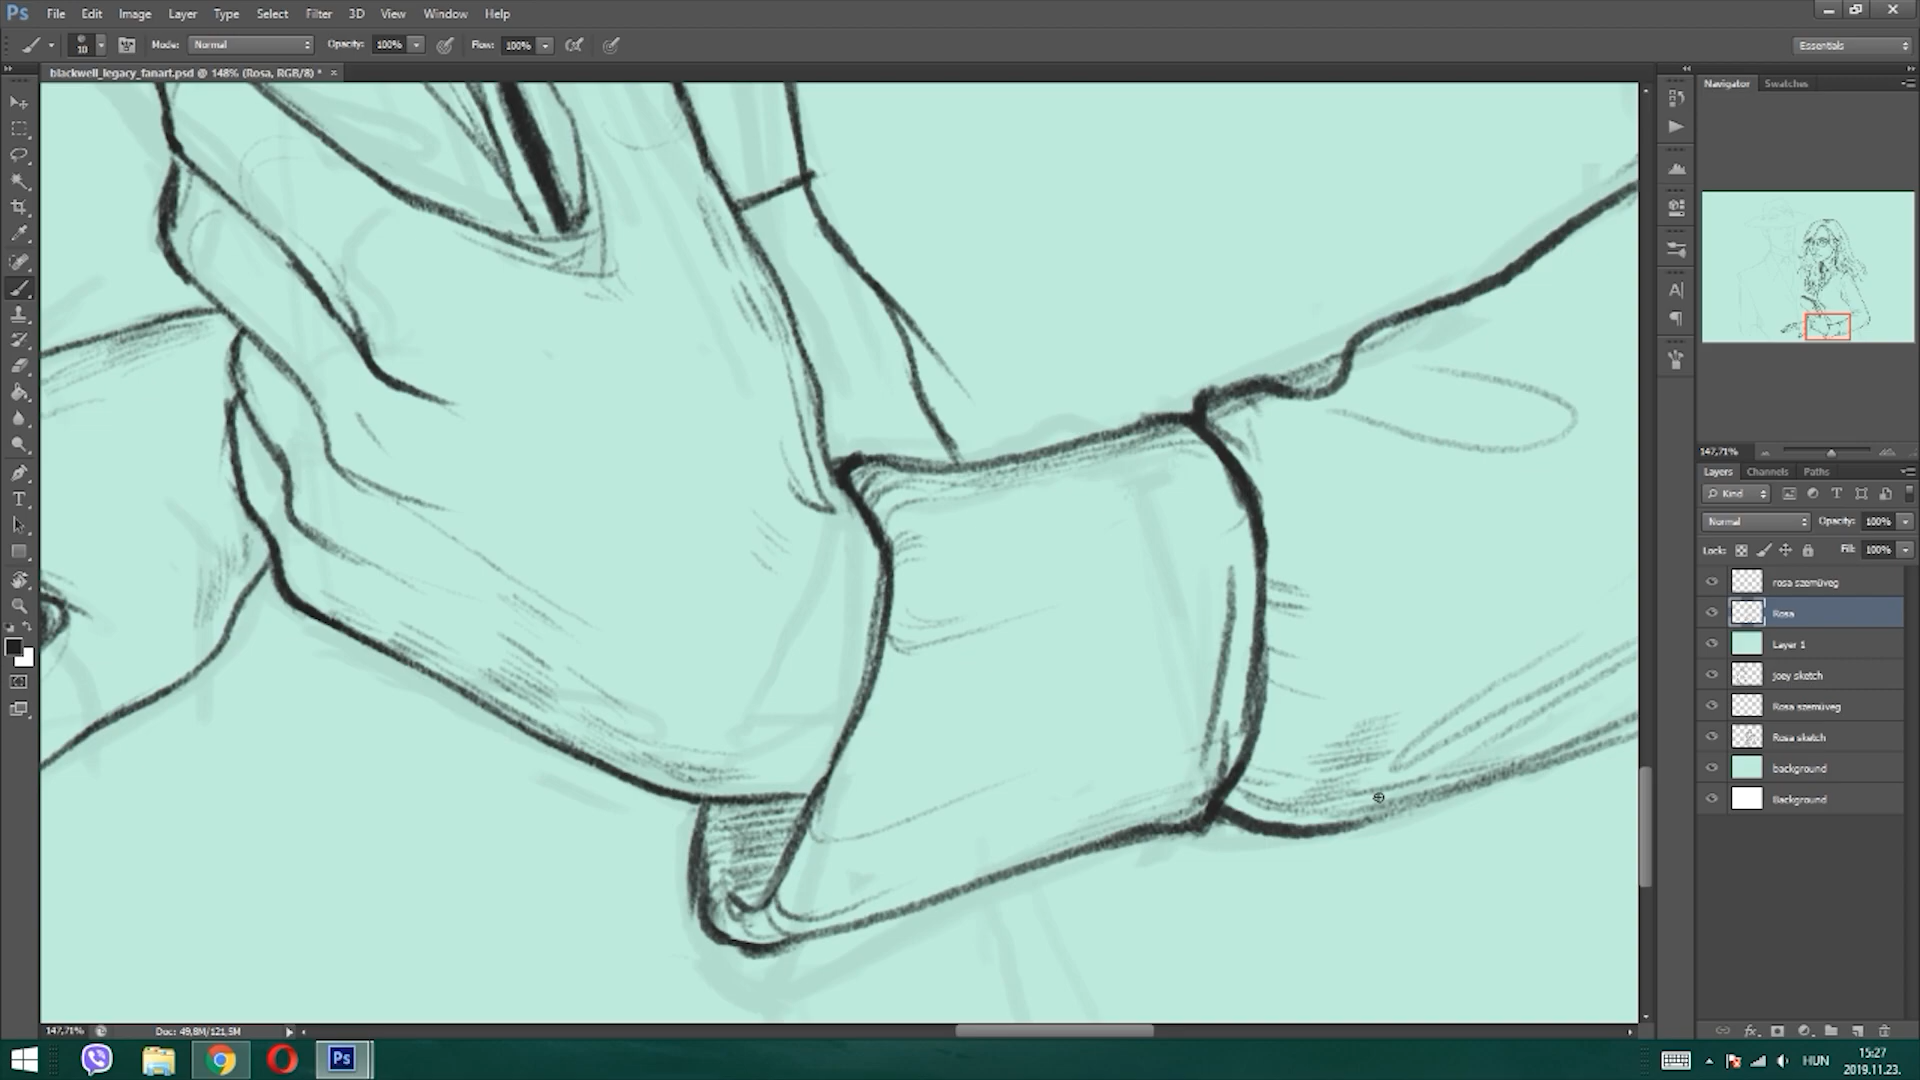 Ps File Edit Image Layer Type Select Filter 3D View Window Help
10 Mode: Normal Opacity: 100% Flow: 100% Essentials
blackwell_legacy_fanart.psd @ 148% (Rosa, RGB/8) * ×
Navigator Swatches
147,71%
Layers Channels Paths
Kind
Normal Opacity: 100%
Lock: Fill: 100%
rosa szemüveg
Rosa
Layer 1
joey sketch
Rosa szemüveg
Rosa sketch
background
Background
147,71% Doc: 49,8M/121,5M
Ps HUN 15:27
2019.11.23.